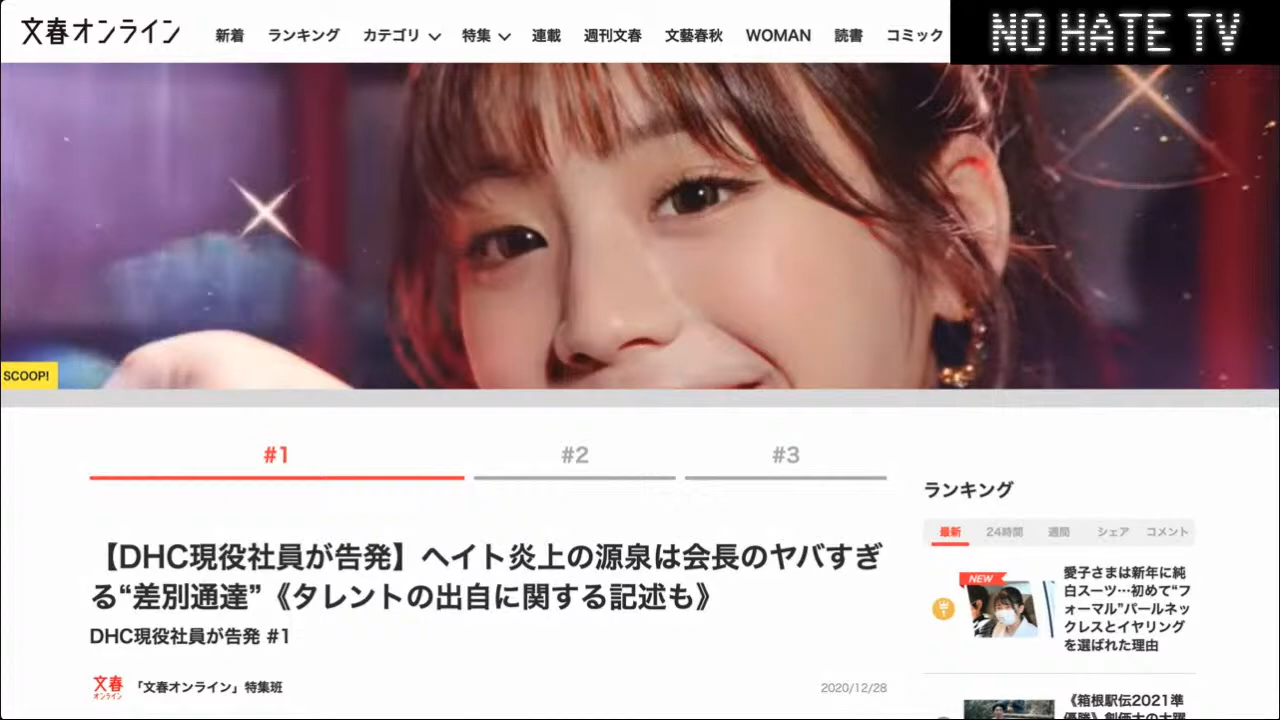 文春オンライン
新着 ランキング カテゴリ 特集 連載 週刊文春 文藝春秋 WOMAN 読書 コミック
NO HATE TV
SCOOP!
#1 #2 #3
【DHC現役社員が告発】ヘイト炎上の源泉は会長のヤバすぎ
る“差別通達”《タレントの出自に関する記述も》
DHC現役社員が告発 #1
文春
オンライン
「文春オンライン」特集班
2020/12/28
ランキング
最新 24時間 週間 シェア コメント
NEW
愛子さまは新年に純
白スーツ…初めて“フ
ォーマル”パールネッ
クレスとイヤリング
を選ばれた理由
《箱根駅伝2021準